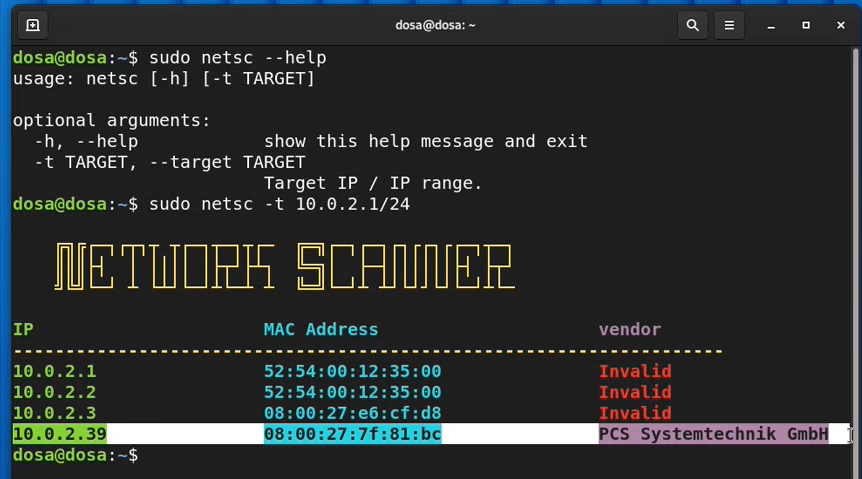 dosa@dosa: ~
dosa@dosa:~$ sudo netsc --help
usage: netsc [-h] [-t TARGET]
optional arguments:
-h, --help show this help message and exit
-t TARGET, --target TARGET
Target IP / IP range.
dosa@dosa:~$ sudo netsc -t 10.0.2.1/24
NETWORK SCANNER
IP MAC Address vendor
---------------------------------------------------------------------
10.0.2.1 52:54:00:12:35:00 Invalid
10.0.2.2 52:54:00:12:35:00 Invalid
10.0.2.3 08:00:27:e6:cf:d8 Invalid
10.0.2.39 08:00:27:7f:81:bc PCS Systemtechnik GmbH
dosa@dosa:~$